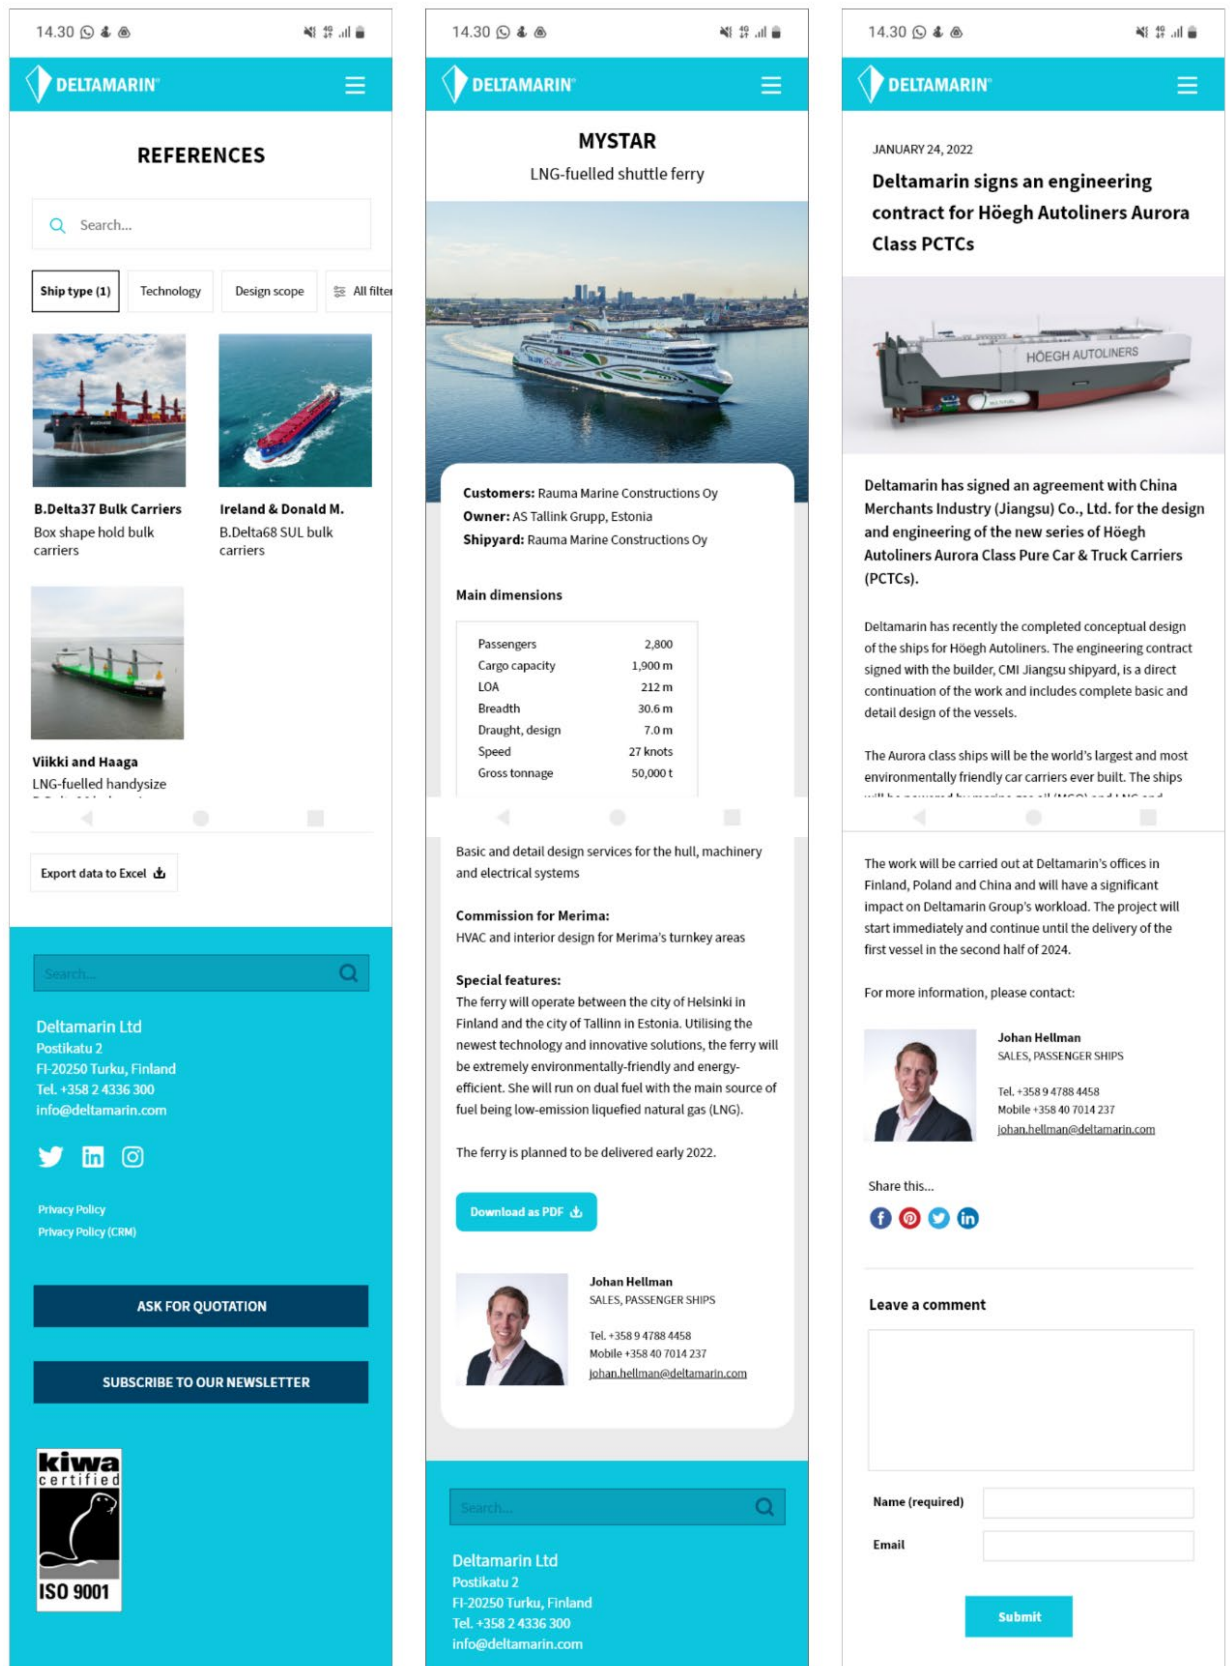 14.30
DELTAMARIN®
REFERENCES
Search...
Ship type (1) Technology Design scope All filter
B.Delta37 Bulk Carriers
Box shape hold bulk
carriers
Ireland & Donald M.
B.Delta68 SUL bulk
carriers
Viikki and Haaga
LNG-fuelled handysize
Export data to Excel
Search...
Deltamarin Ltd
Postikatu 2
FI-20250 Turku, Finland
Tel. +358 2 4336 300
info@deltamarin.com
Privacy Policy
Privacy Policy (CRM)
ASK FOR QUOTATION
SUBSCRIBE TO OUR NEWSLETTER
kiwa
certified
ISO 9001
14.30
DELTAMARIN®
MYSTAR
LNG-fuelled shuttle ferry
Customers: Rauma Marine Constructions Oy
Owner: AS Tallink Grupp, Estonia
Shipyard: Rauma Marine Constructions Oy
Main dimensions
Passengers 2,800
Cargo capacity 1,900 m
LOA 212 m
Breadth 30.6 m
Draught, design 7.0 m
Speed 27 knots
Gross tonnage 50,000 t
Basic and detail design services for the hull, machinery
and electrical systems
Commission for Merima:
HVAC and interior design for Merima's turnkey areas
Special features:
The ferry will operate between the city of Helsinki in
Finland and the city of Tallinn in Estonia. Utilising the
newest technology and innovative solutions, the ferry will
be extremely environmentally-friendly and energy-
efficient. She will run on dual fuel with the main source of
fuel being low-emission liquefied natural gas (LNG).
The ferry is planned to be delivered early 2022.
Download as PDF
Johan Hellman
SALES, PASSENGER SHIPS
Tel. +358 9 4788 4458
Mobile +358 40 7014 237
johan.hellman@deltamarin.com
Search...
Deltamarin Ltd
Postikatu 2
FI-20250 Turku, Finland
Tel. +358 2 4336 300
info@deltamarin.com
14.30
DELTAMARIN®
JANUARY 24, 2022
Deltamarin signs an engineering
contract for Höegh Autoliners Aurora
Class PCTCs
HÖEGH AUTOLINERS
Deltamarin has signed an agreement with China
Merchants Industry (Jiangsu) Co., Ltd. for the design
and engineering of the new series of Höegh
Autoliners Aurora Class Pure Car & Truck Carriers
(PCTCs).
Deltamarin has recently the completed conceptual design
of the ships for Höegh Autoliners. The engineering contract
signed with the builder, CMI Jiangsu shipyard, is a direct
continuation of the work and includes complete basic and
detail design of the vessels.
The Aurora class ships will be the world's largest and most
environmentally friendly car carriers ever built. The ships
will be powered by marine gas oil (MGO) and LNG and
The work will be carried out at Deltamarin's offices in
Finland, Poland and China and will have a significant
impact on Deltamarin Group's workload. The project will
start immediately and continue until the delivery of the
first vessel in the second half of 2024.
For more information, please contact:
Johan Hellman
SALES, PASSENGER SHIPS
Tel. +358 9 4788 4458
Mobile +358 40 7014 237
johan.hellman@deltamarin.com
Share this...
Leave a comment
Name (required)
Email
Submit